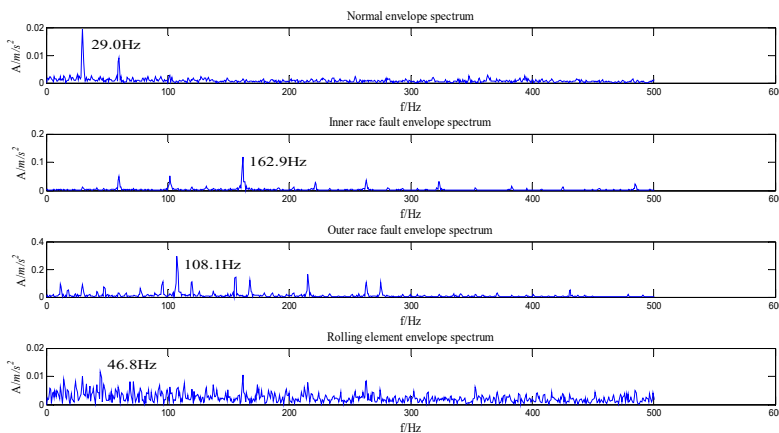 Normal envelope spectrum
0.02
0.01
0
A/m/s²
29.0Hz
0 100 200 300 400 500 60
f/Hz
Inner race fault envelope spectrum
0.2
0.1
0
A/m/s²
162.9Hz
0 100 200 300 400 500 60
f/Hz
Outer race fault envelope spectrum
0.4
0.2
0
A/m/s²
108.1Hz
0 100 200 300 400 500 60
f/Hz
Rolling element envelope spectrum
0.02
0.01
0
A/m/s²
46.8Hz
0 100 200 300 400 500 60
f/Hz